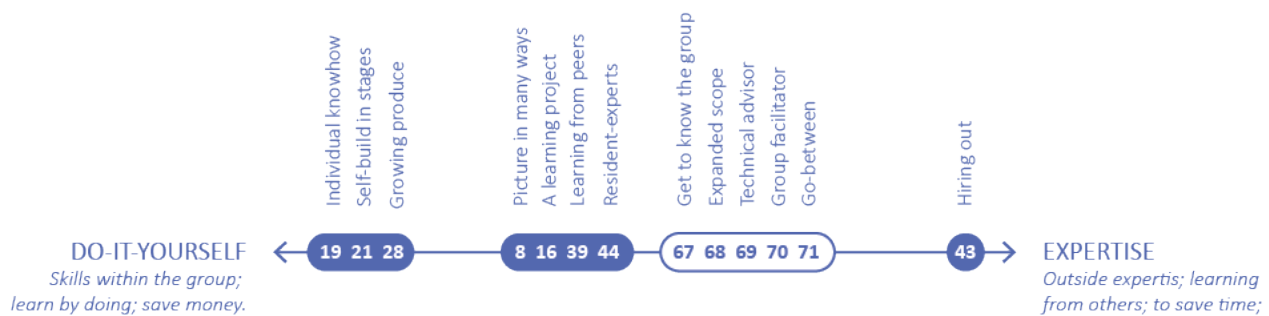 Individual knowhow
Self-build in stages
Growing produce
Picture in many ways
A learning project
Learning from peers
Resident-experts
Get to know the group
Expanded scope
Technical advisor
Group facilitator
Go-between
Hiring out
DO-IT-YOURSELF
Skills within the group;
learn by doing; save money.
19 21 28
8 16 39 44
67 68 69 70 71
43
EXPERTISE
Outside expertis; learning
from others; to save time;